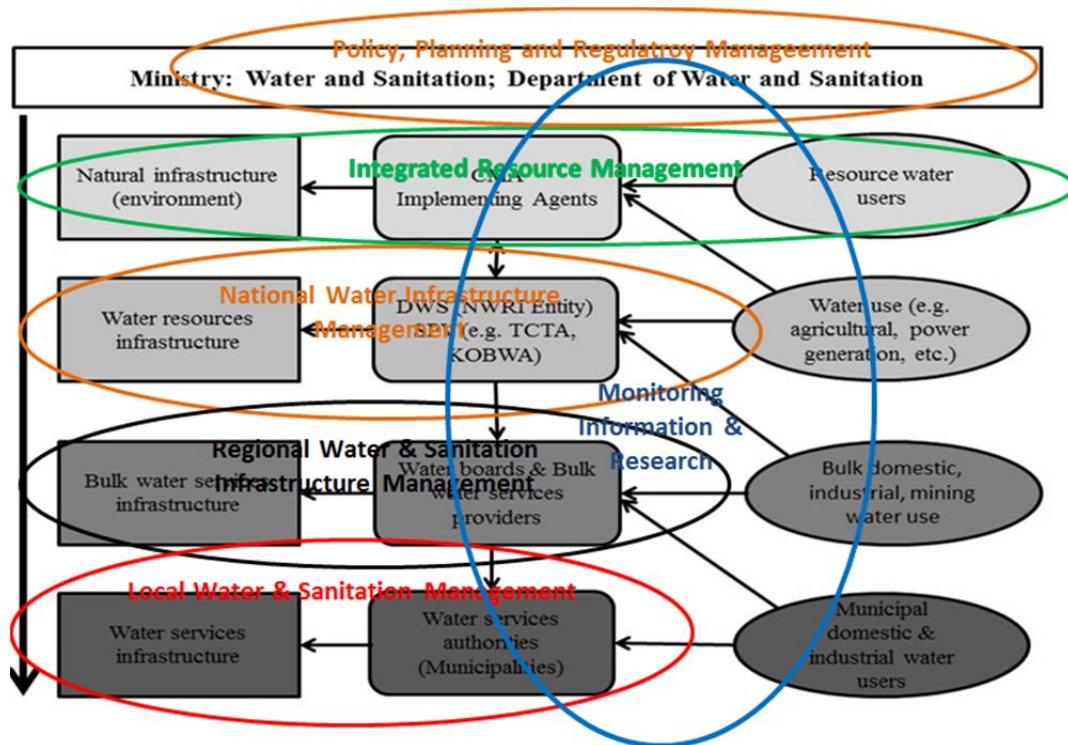 Policy, Planning and Regulatroy Manageement
Ministry: Water and Sanitation; Department of Water and Sanitation
Integrated Resource Management
Natural infrastructure
(environment)
CMA
Implementing Agents
Resource water
users
National Water Infrastructure
Management
Water resources
infrastructure
DWS (NWRI Entity)
(e.g. TCTA,
KOBWA)
Water use (e.g.
agricultural, power
generation, etc.)
Monitoring
Information &
Research
Regional Water & Sanitation
Infrastructure Management
Bulk water services
infrastructure
Water boards & Bulk
water services
providers
Bulk domestic,
industrial, mining
water use
Local Water & Sanitation Management
Water services
infrastructure
Water services
authorities
(Municipalities)
Municipal
domestic &
industrial water
users